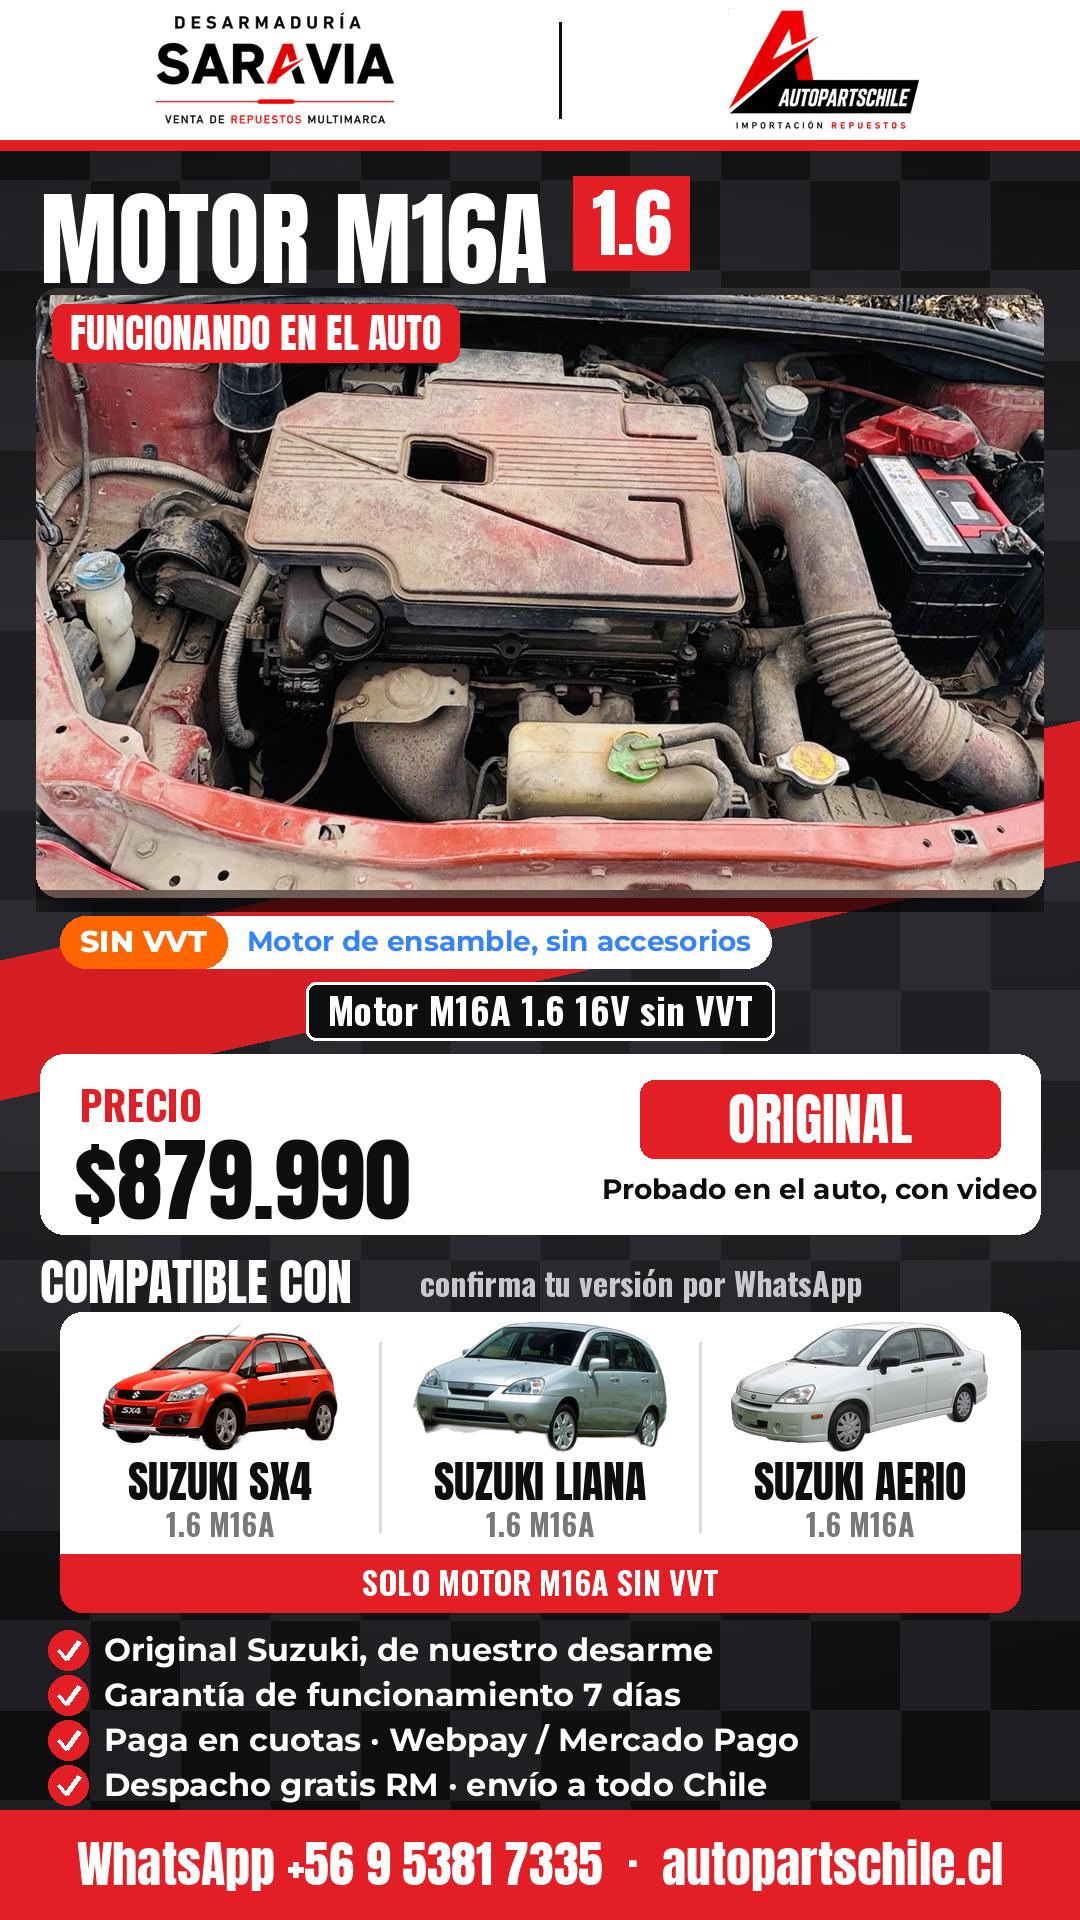 DESARMADURÍA
SARAVIA
VENTA DE REPUESTOS MULTIMARCA
AUTOPARTSCHILE
IMPORTACIÓN REPUESTOS
MOTOR M16A 1.6
FUNCIONANDO EN EL AUTO
SIN VVT Motor de ensamble, sin accesorios
Motor M16A 1.6 16V sin VVT
PRECIO
$879.990
ORIGINAL
Probado en el auto, con video
COMPATIBLE CON confirma tu versión por WhatsApp
SX4
SUZUKI SX4
1.6 M16A
SUZUKI LIANA
1.6 M16A
SUZUKI AERIO
1.6 M16A
SOLO MOTOR M16A SIN VVT
Original Suzuki, de nuestro desarme
Garantía de funcionamiento 7 días
Paga en cuotas · Webpay / Mercado Pago
Despacho gratis RM · envío a todo Chile
WhatsApp +56 9 5381 7335 · autopartschile.cl